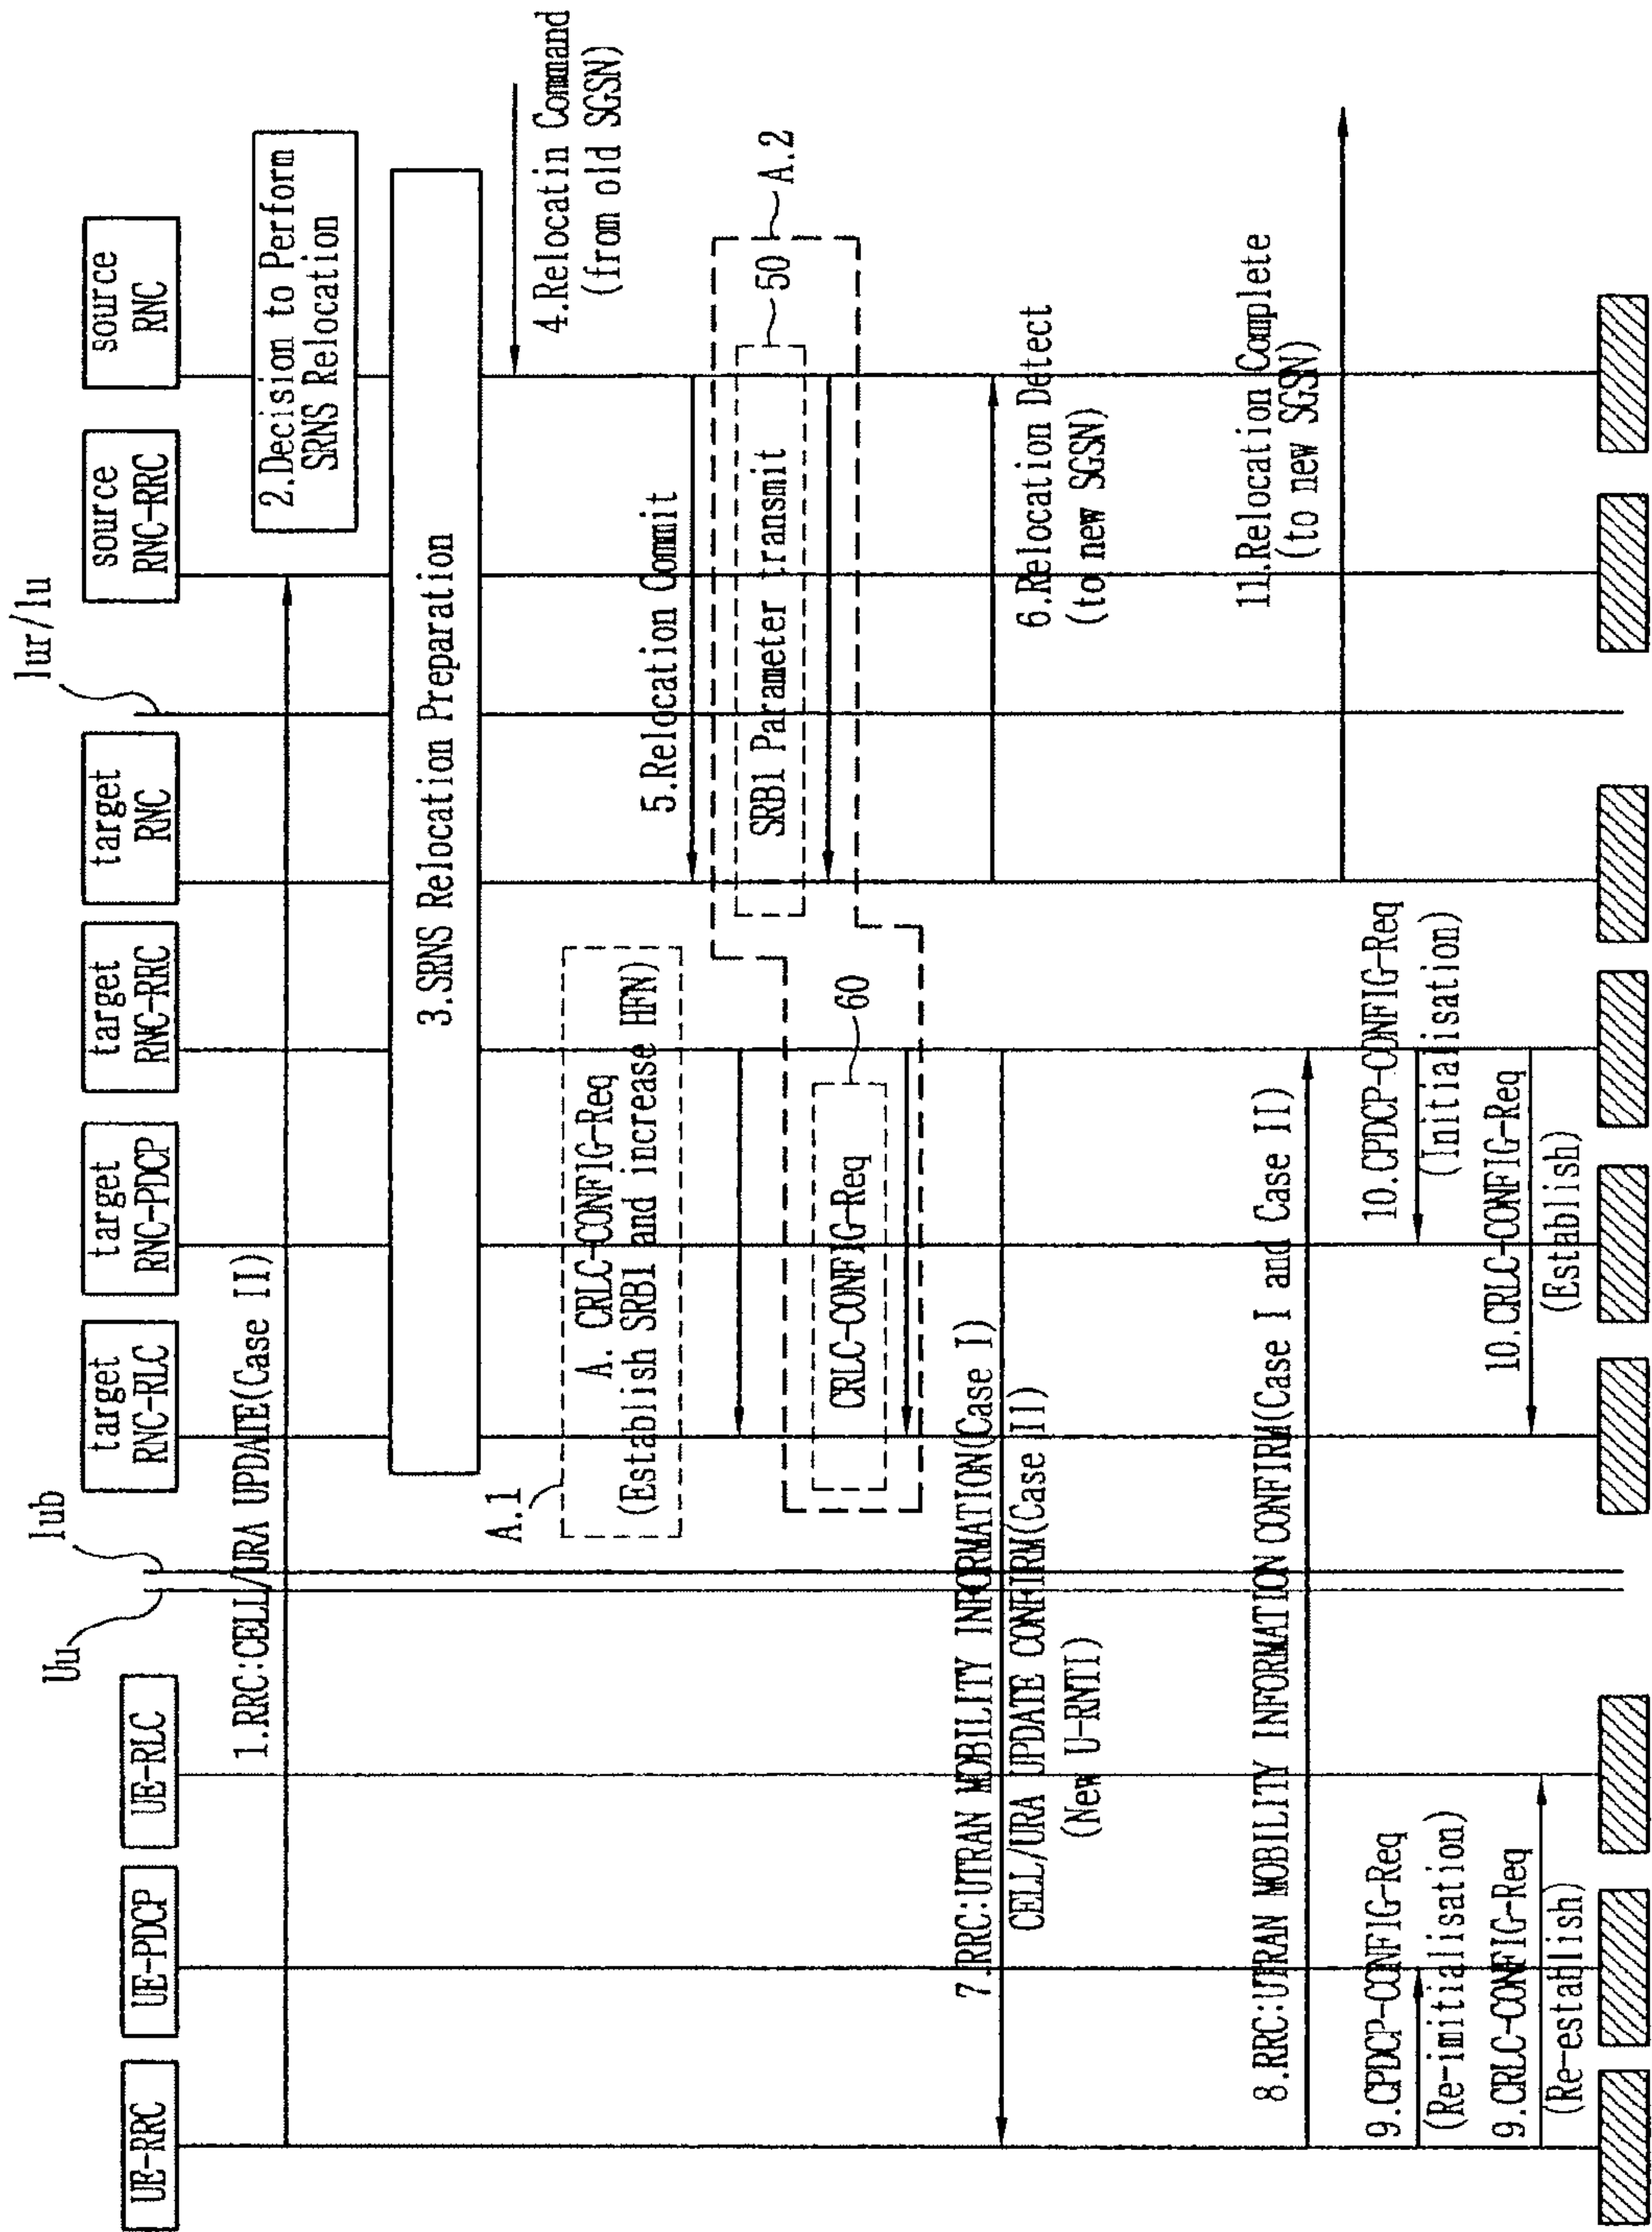 UE-RRC
UE-PDCP
UE-RLC
Uu
lub
target
RNC-RLC
target
RNC-PDCP
target
RNC-RRC
target
RNC
lur/lu
source
RNC-RRC
source
RNC
1.RRC:CELL/URA UPDATE(Case II)
2.Decision to Perform
SRNS Relocation
3.SRNS Relocation Preparation
4.Relocatin Command
(from old SGSN)
A.1
A. CRLC-CONFIG-Req
(Establish SRB1 and increase HFN)
5.Relocation Commit
A.2
SRB1 Parameter transmit
50
CRLC-CONFIG-Req
60
6.Relocation Detect
(to new SGSN)
7.RRC:UTRAN MOBILITY INFORMATION(Case I)
CELL/URA UPDATE CONFIRM(Case II)
(New U-RNTI)
8.RRC:UTRAN MOBILITY INFORMATION CONFIRM(Case I and Case II)
11.Relocation Complete
(to new SGSN)
9.CPDCP-CONFIG-Req
(Re-imitialisation)
9.CRLC-CONFIG-Req
(Re-establish)
10.CPDCP-CONFIG-Req
(Initialisation)
10.CRLC-CONFIG-Req
(Establish)